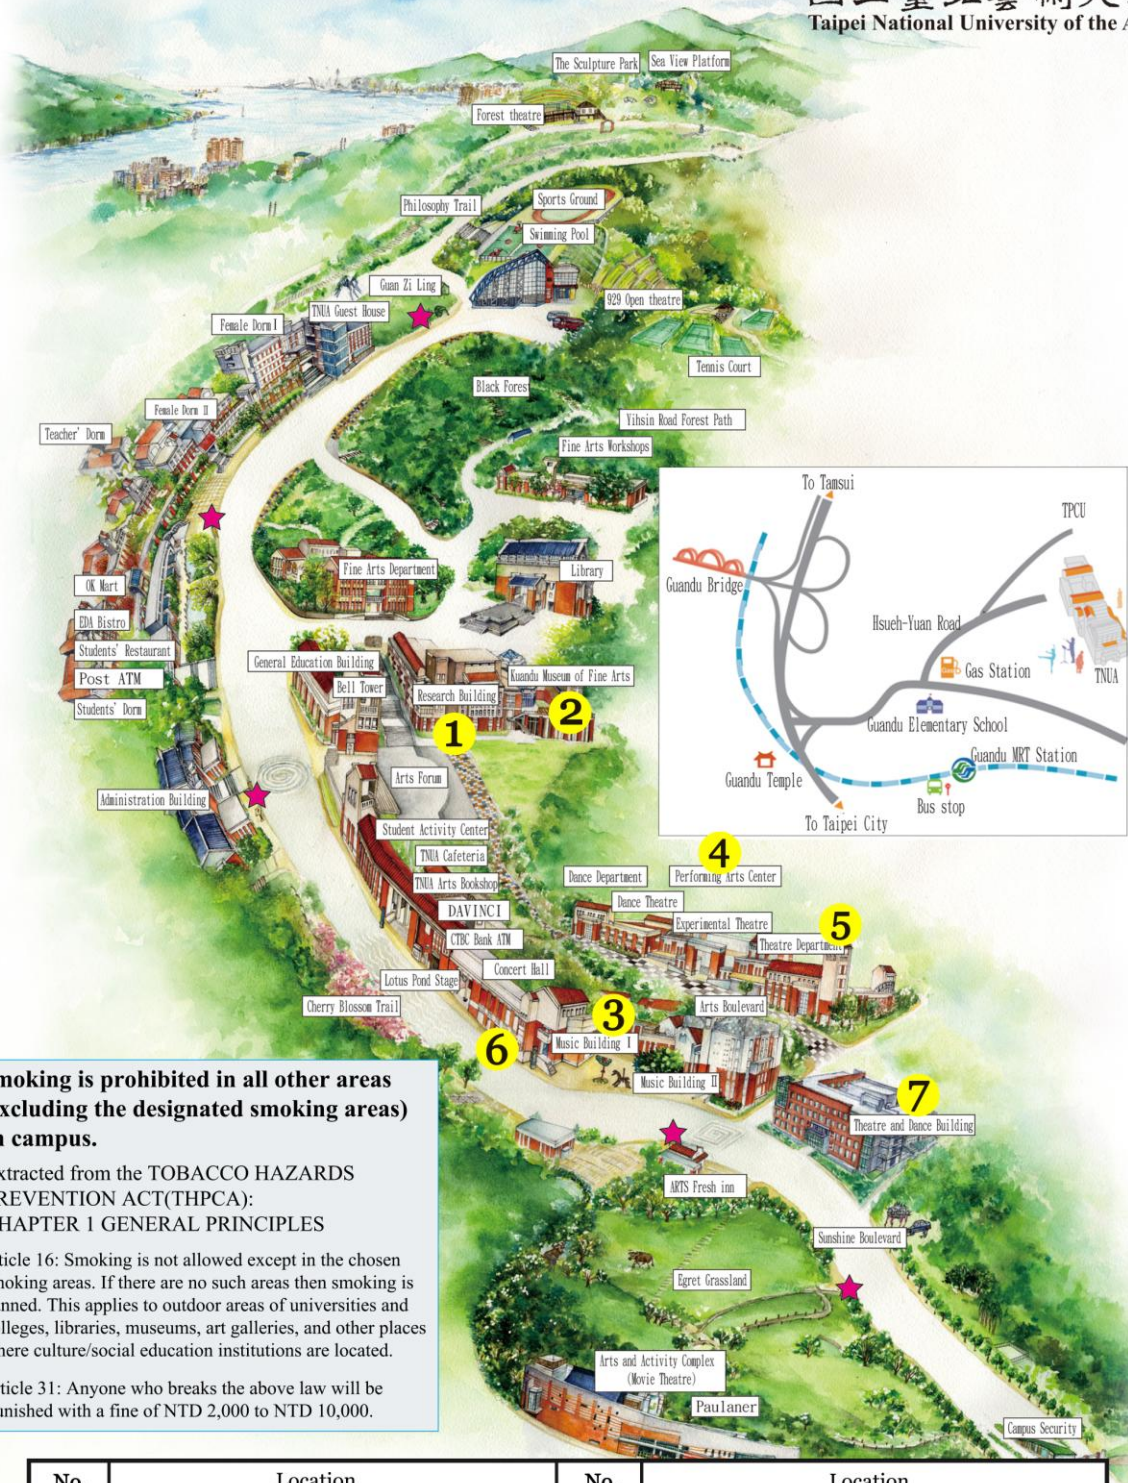 Taipei National University of the A
The Sculpture Park
Sea View Platform
Forest theatre
Philosophy Trail
Sports Ground
Swimming Pool
Guan Zi Ling
929 Open theatre
TNUA Guest House
Female Dorm I
Tennis Court
Black Forest
Female Dorm II
Yihsin Road Forest Path
Teacher' Dorm
Fine Arts Workshops
Fine Arts Department
Library
OK Mart
EDA Bistro
Students' Restaurant
Post ATM
Students' Dorm
General Education Building
Bell Tower
Research Building
Kuandu Museum of Fine Arts
1
2
Arts Forum
Administration Building
Student Activity Center
TNUA Cafeteria
TNUA Arts Bookshop
DAVINCI
CTBC Bank ATM
Concert Hall
Lotus Pond Stage
Cherry Blossom Trail
To Tamsui
TPCU
Guandu Bridge
Hsueh-Yuan Road
Gas Station
TNUA
Guandu Elementary School
Guandu MRT Station
Guandu Temple
Bus stop
To Taipei City
4
Dance Department
Performing Arts Center
Dance Theatre
Experimental Theatre
5
Theatre Department
Arts Boulevard
3
Music Building I
6
Music Building II
7
Theatre and Dance Building
ARTS Fresh inn
Sunshine Boulevard
Egret Grassland
Arts and Activity Complex
(Movie Theatre)
Paulaner
Campus Security
moking is prohibited in all other areas
xcluding the designated smoking areas)
n campus.
xtracted from the TOBACCO HAZARDS
REVENTION ACT(THPCA):
HAPTER 1 GENERAL PRINCIPLES
ticle 16: Smoking is not allowed except in the chosen
moking areas. If there are no such areas then smoking is
nned. This applies to outdoor areas of universities and
lleges, libraries, museums, art galleries, and other places
here culture/social education institutions are located.
ticle 31: Anyone who breaks the above law will be
unished with a fine of NTD 2,000 to NTD 10,000.
No
Location
No
Location